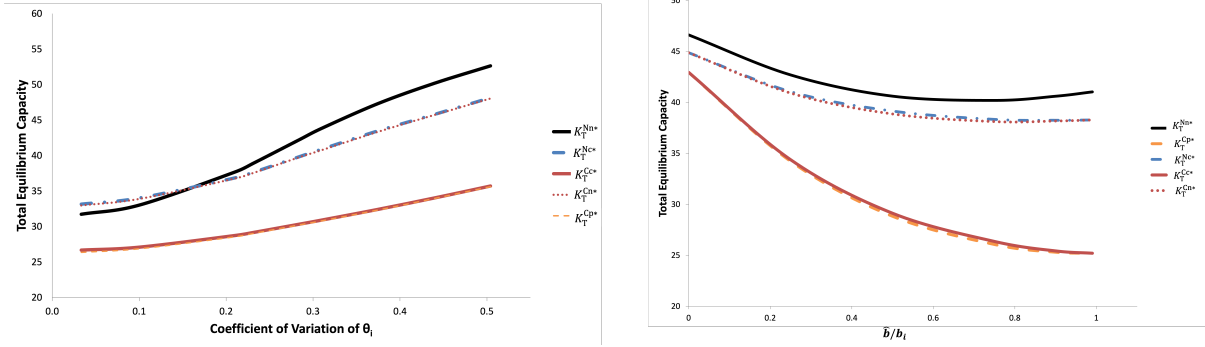 60
55
50
45
40
35
30
25
20
Total Equilibrium Capacity
0.0 0.1 0.2 0.3 0.4 0.5
Coefficient of Variation of θᵢ
K_T^Nn*
K_T^Nc*
K_T^Cc*
K_T^Cn*
K_T^Cp*
50
45
40
35
30
25
20
Total Equilibrium Capacity
0 0.2 0.4 0.6 0.8 1
b̄/bᵢ
K_T^Nn*
K_T^Cp*
K_T^Nc*
K_T^Cc*
K_T^Cn*